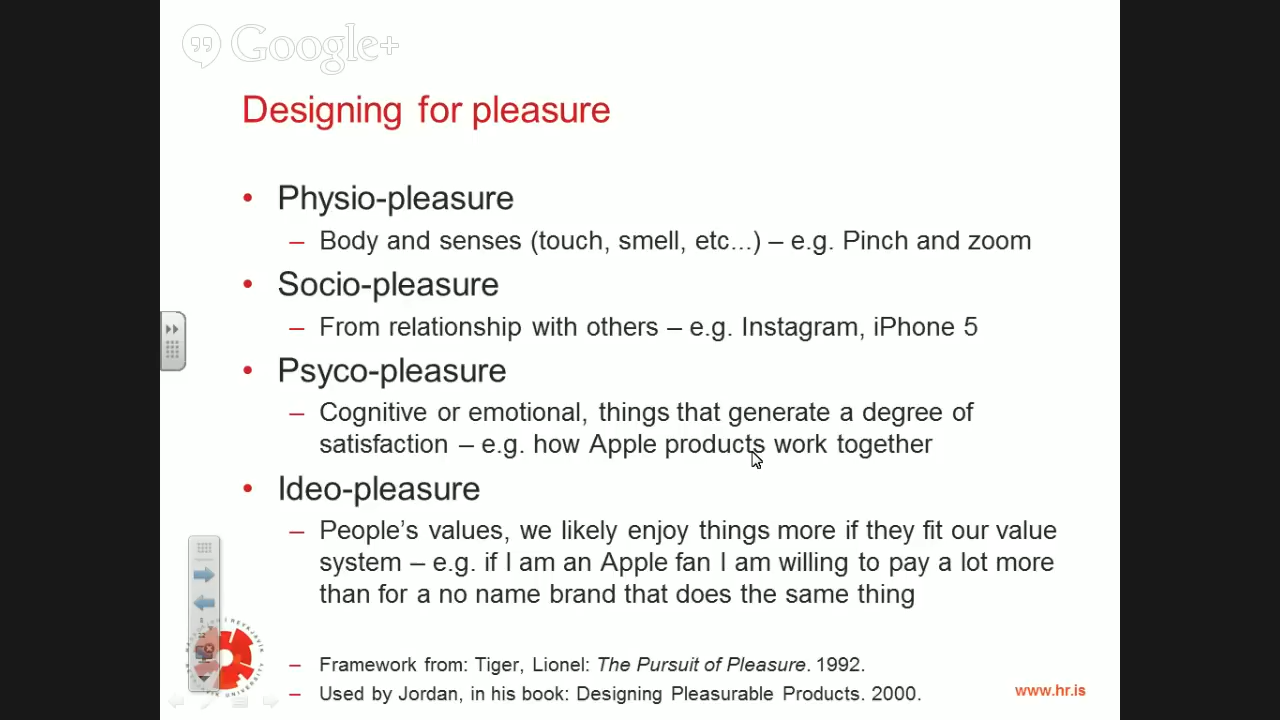 Google+
Designing for pleasure
• Physio-pleasure
– Body and senses (touch, smell, etc...) – e.g. Pinch and zoom
• Socio-pleasure
– From relationship with others – e.g. Instagram, iPhone 5
• Psyco-pleasure
– Cognitive or emotional, things that generate a degree of
satisfaction – e.g. how Apple products work together
• Ideo-pleasure
– People's values, we likely enjoy things more if they fit our value
system – e.g. if I am an Apple fan I am willing to pay a lot more
than for a no name brand that does the same thing
– Framework from: Tiger, Lionel: The Pursuit of Pleasure. 1992.
– Used by Jordan, in his book: Designing Pleasurable Products. 2000.
www.hr.is